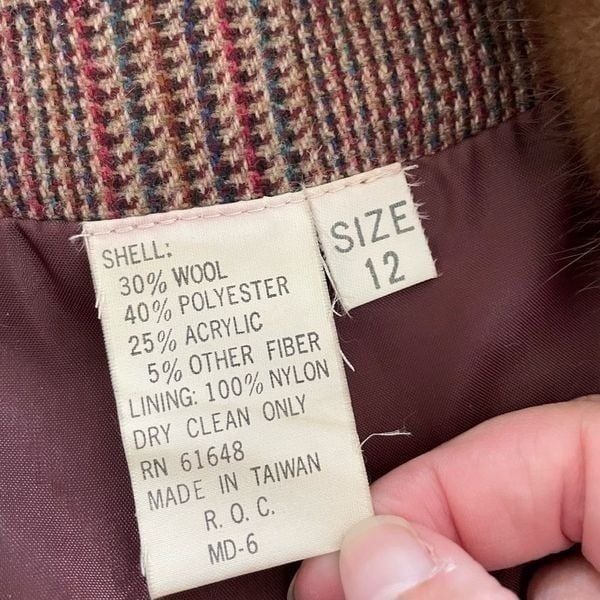 SHELL:
30% WOOL
40% POLYESTER
25% ACRYLIC
5% OTHER FIBER
LINING: 100% NYLON
DRY CLEAN ONLY
RN 61648
MADE IN TAIWAN
R. O. C.
MD-6
SIZE
12